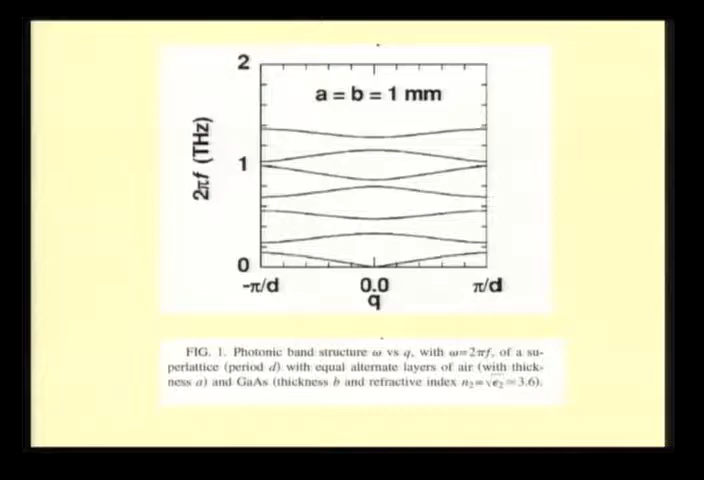 2
a = b = 1 mm
2πf (THz)
1
0
-π/d 0.0 π/d
q
FIG. 1. Photonic band structure ω vs q, with ω=2πf, of a su-
perlattice (period d) with equal alternate layers of air (with thick-
ness a) and GaAs (thickness b and refractive index n₂=√ϵ₂≈3.6).